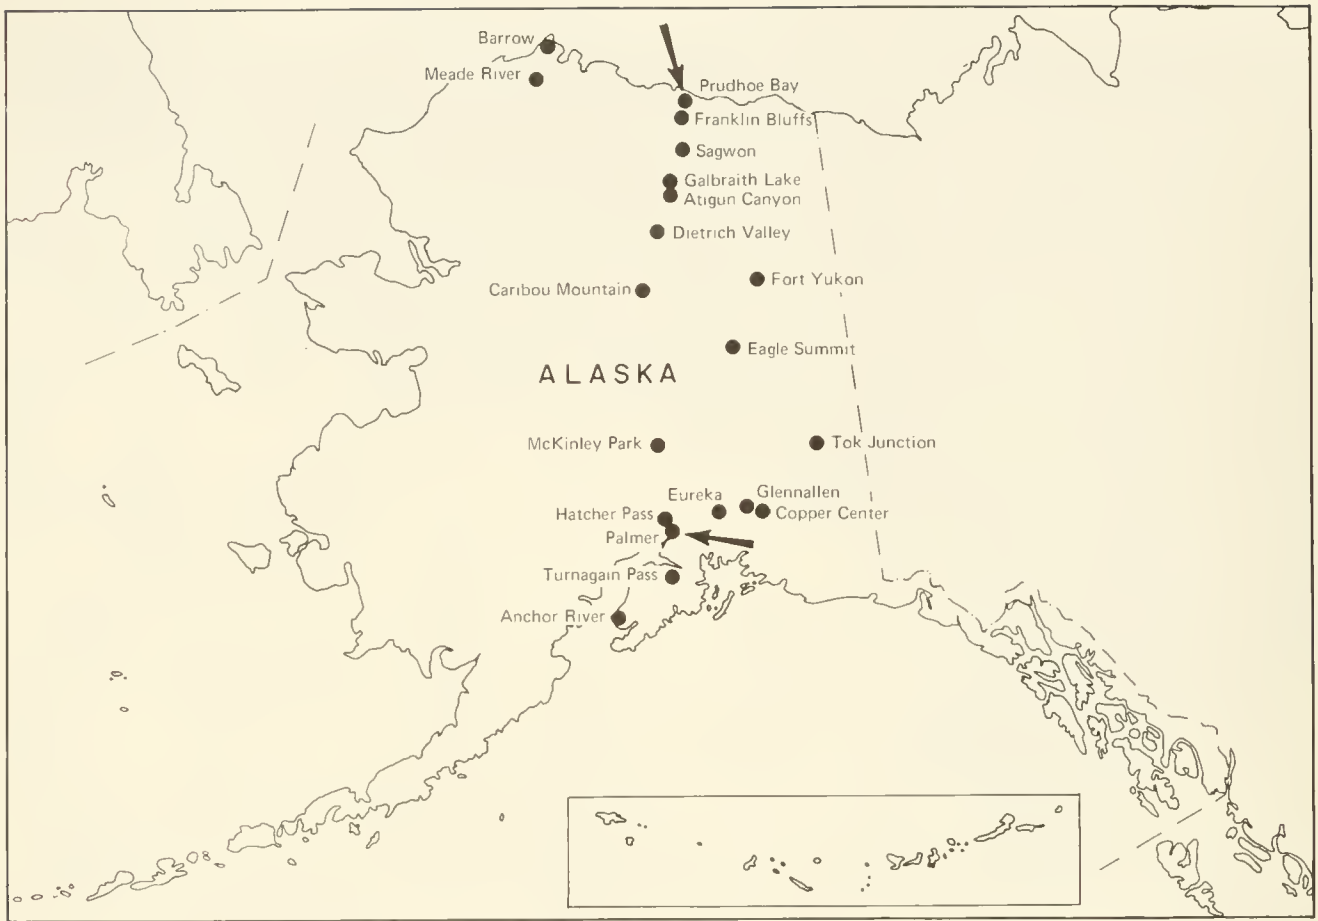 Barrow
Meade River
Prudhoe Bay
Franklin Bluffs
Sagwon
Galbraith Lake
Atigun Canyon
Dietrich Valley
Fort Yukon
Caribou Mountain
Eagle Summit
ALASKA
McKinley Park
Tok Junction
Eureka
Glennallen
Hatcher Pass
Copper Center
Palmer
Turnagain Pass
Anchor River